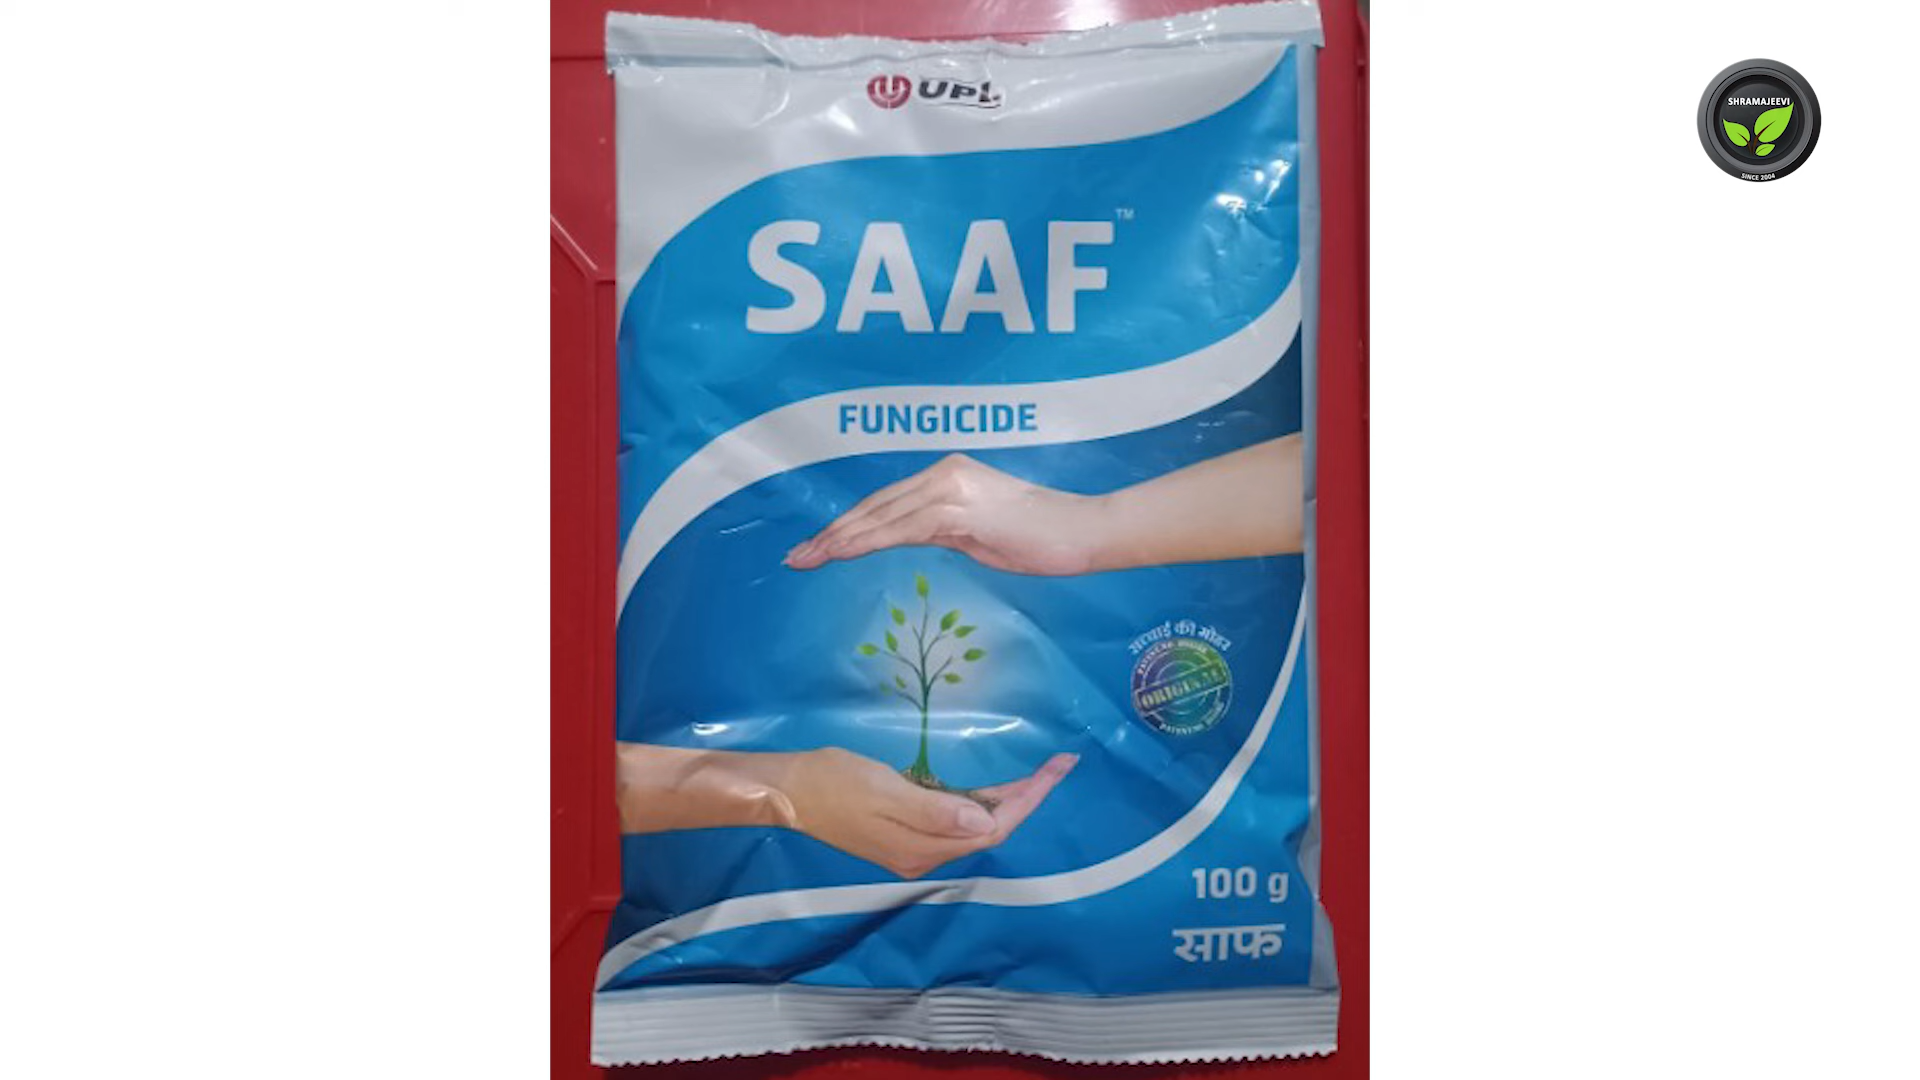 UPL
SHRAMAJEEVI
SINCE 2004
SAAF™
FUNGICIDE
सच्चाई की मोहर
ORIGINAL
100 g
साफ